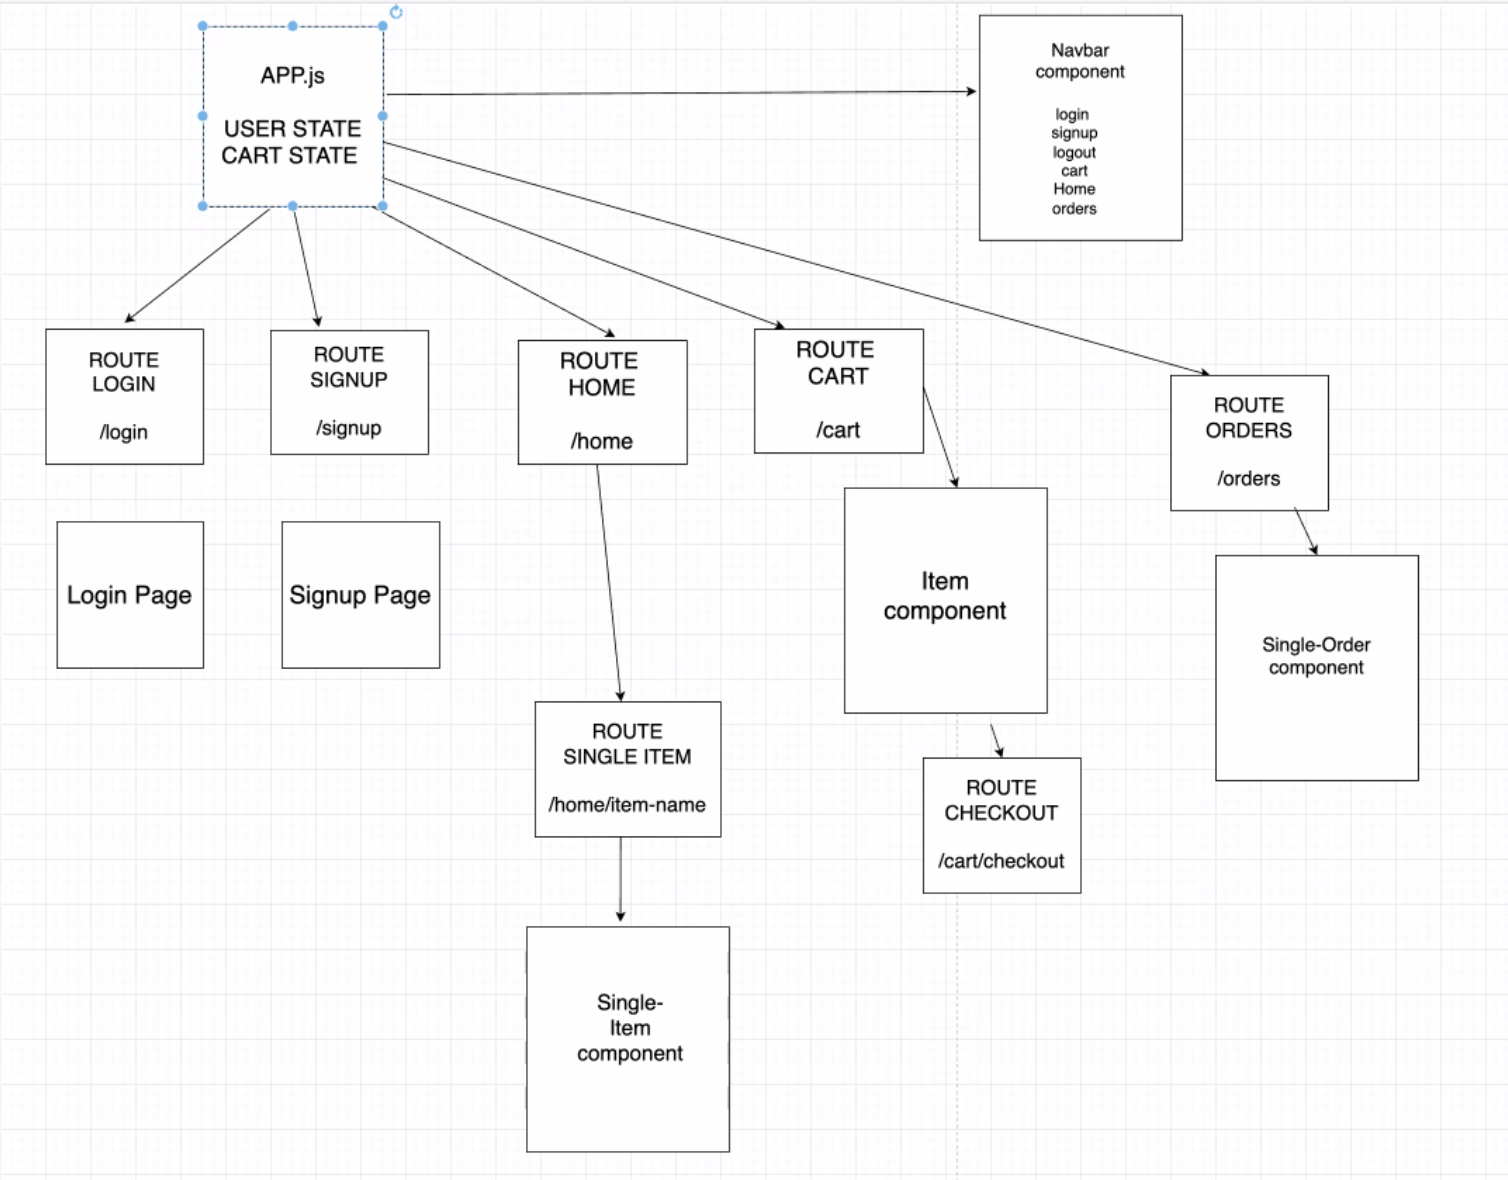 APP.js
USER STATE
CART STATE
Navbar
component
login
signup
logout
cart
Home
orders
ROUTE
LOGIN
/login
ROUTE
SIGNUP
/signup
ROUTE
HOME
/home
ROUTE
CART
/cart
ROUTE
ORDERS
/orders
Login Page
Signup Page
Item
component
Single-Order
component
ROUTE
SINGLE ITEM
/home/item-name
ROUTE
CHECKOUT
/cart/checkout
Single-
Item
component